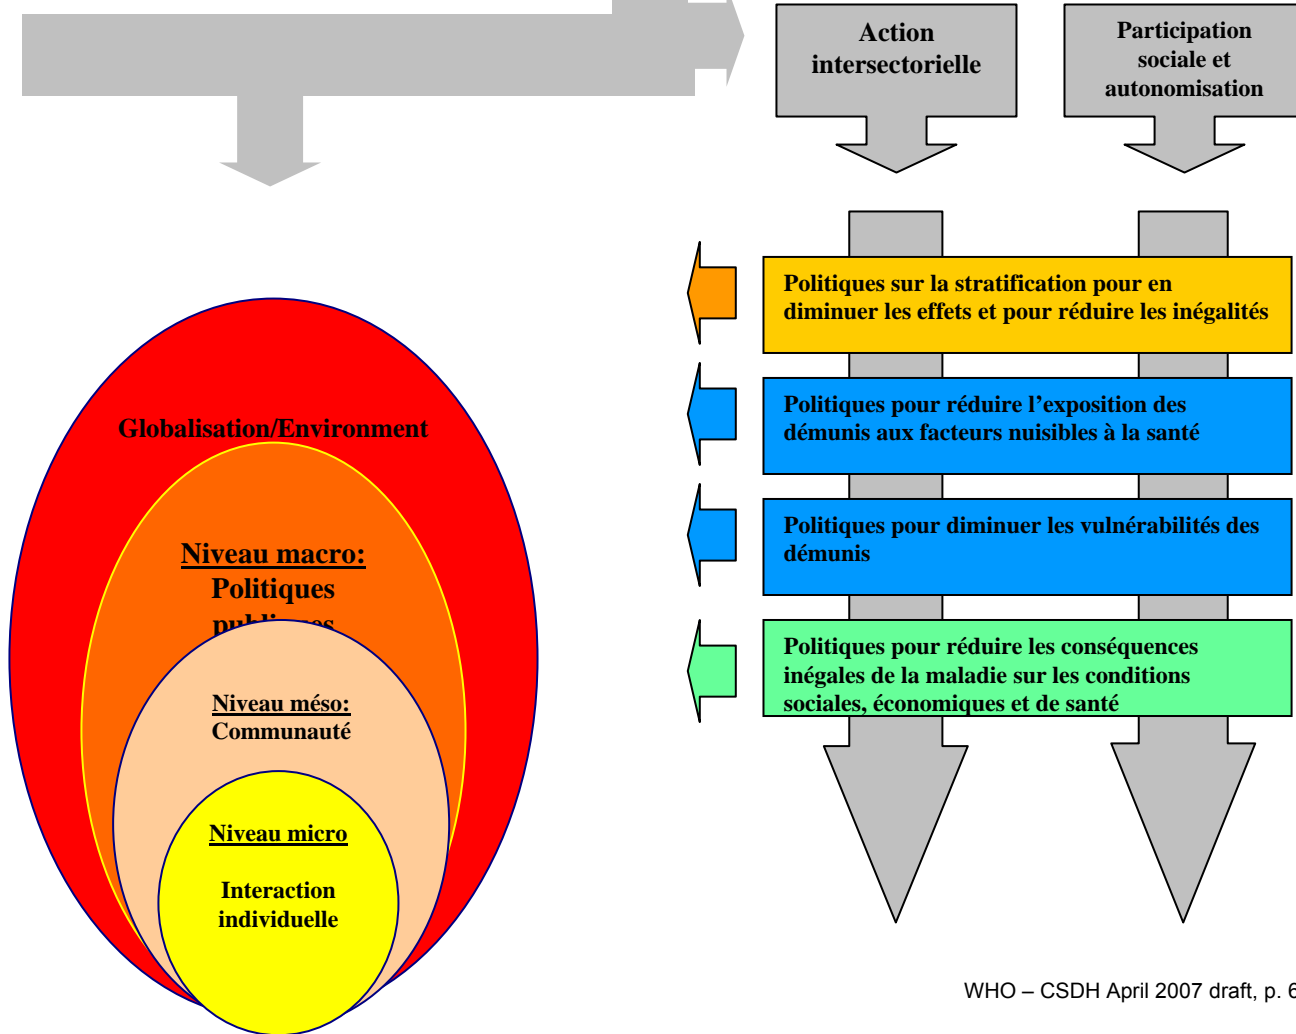 Action
intersectorielle
Participation
sociale et
autonomisation
Politiques sur la stratification pour en
diminuer les effets et pour réduire les inégalités
Politiques pour réduire l’exposition des
démunis aux facteurs nuisibles à la santé
Politiques pour diminuer les vulnérabilités des
démunis
Politiques pour réduire les conséquences
inégales de la maladie sur les conditions
sociales, économiques et de santé
Globalisation/Environment
Niveau macro:
Politiques
publiques
Niveau méso:
Communauté
Niveau micro
Interaction
individuelle
WHO – CSDH April 2007 draft, p. 6